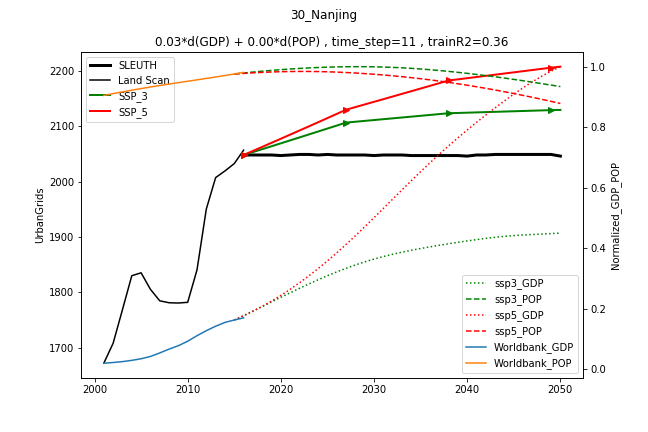 30_Nanjing
0.03*d(GDP) + 0.00*d(POP) , time_step=11 , trainR2=0.36
SLEUTH
Land Scan
SSP_3
SSP_5
2200
2100
2000
1900
1800
1700
UrbanGrids
1.0
0.8
0.6
0.4
0.2
0.0
Normalized_GDP_POP
ssp3_GDP
ssp3_POP
ssp5_GDP
ssp5_POP
Worldbank_GDP
Worldbank_POP
2000 2010 2020 2030 2040 2050